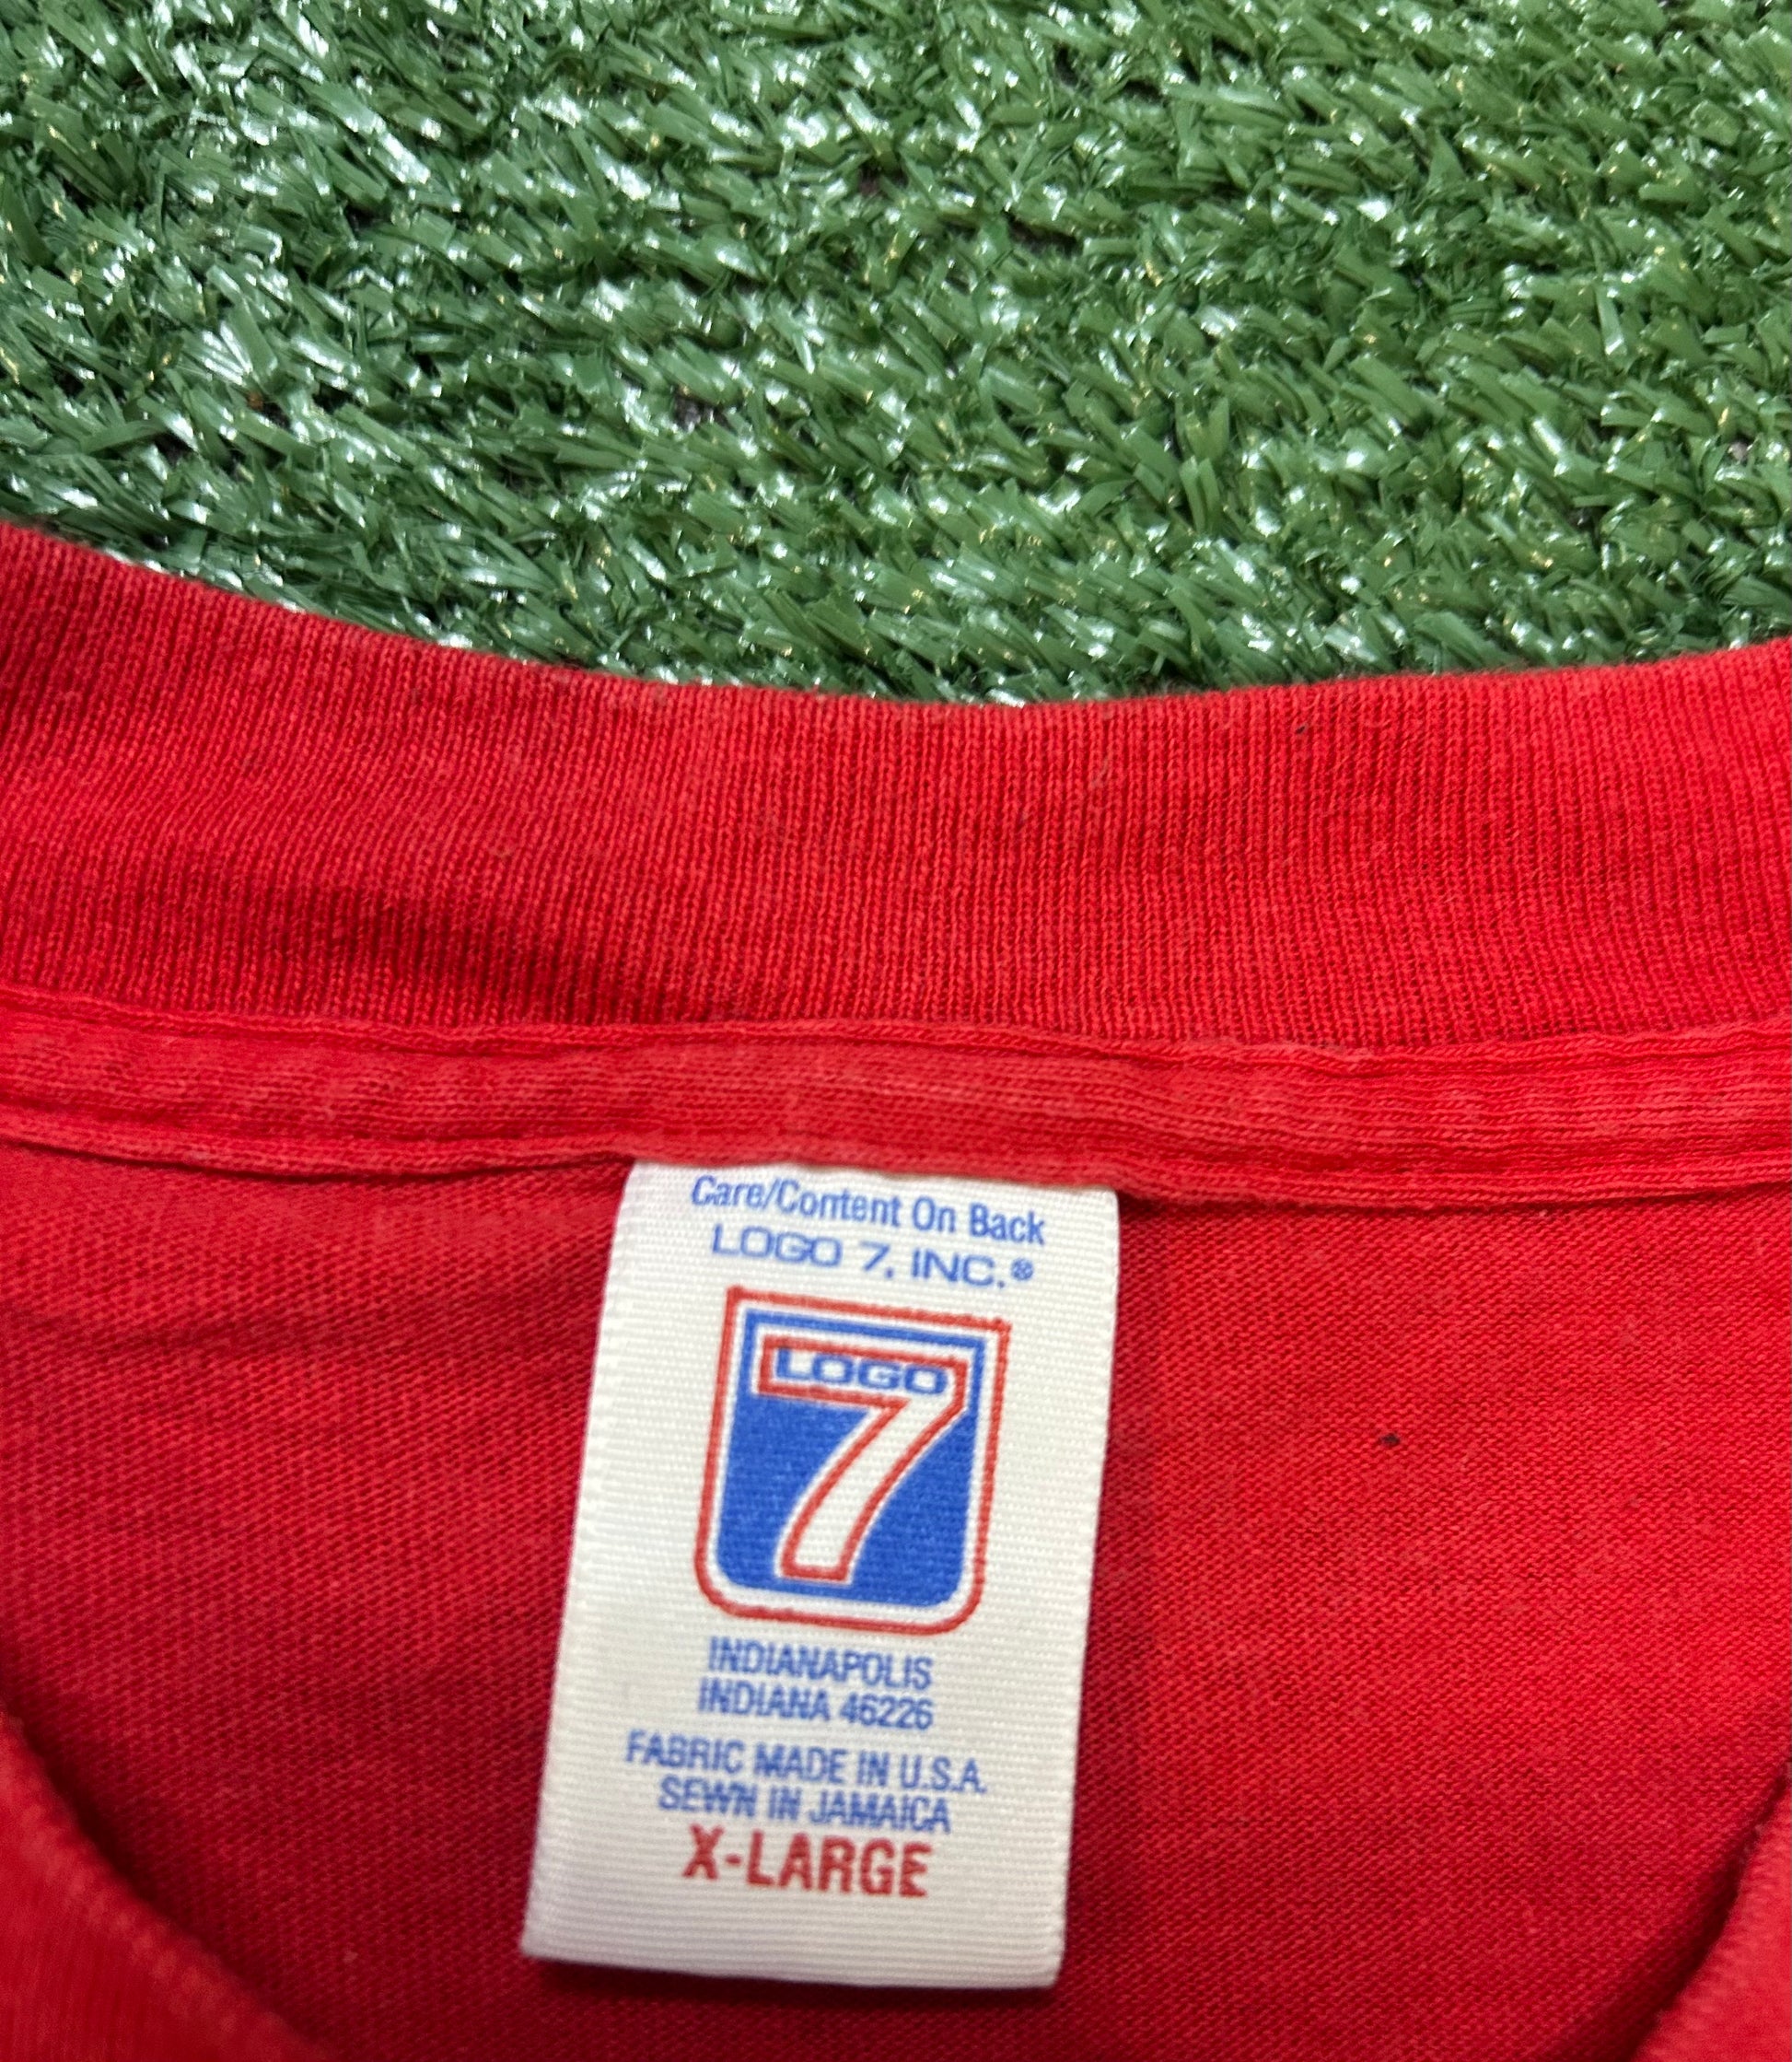 Care/Content On Back
LOGO 7, INC.®
LOGO
7
INDIANAPOLIS
INDIANA 46226
FABRIC MADE IN U.S.A.
SEWN IN JAMAICA
X-LARGE